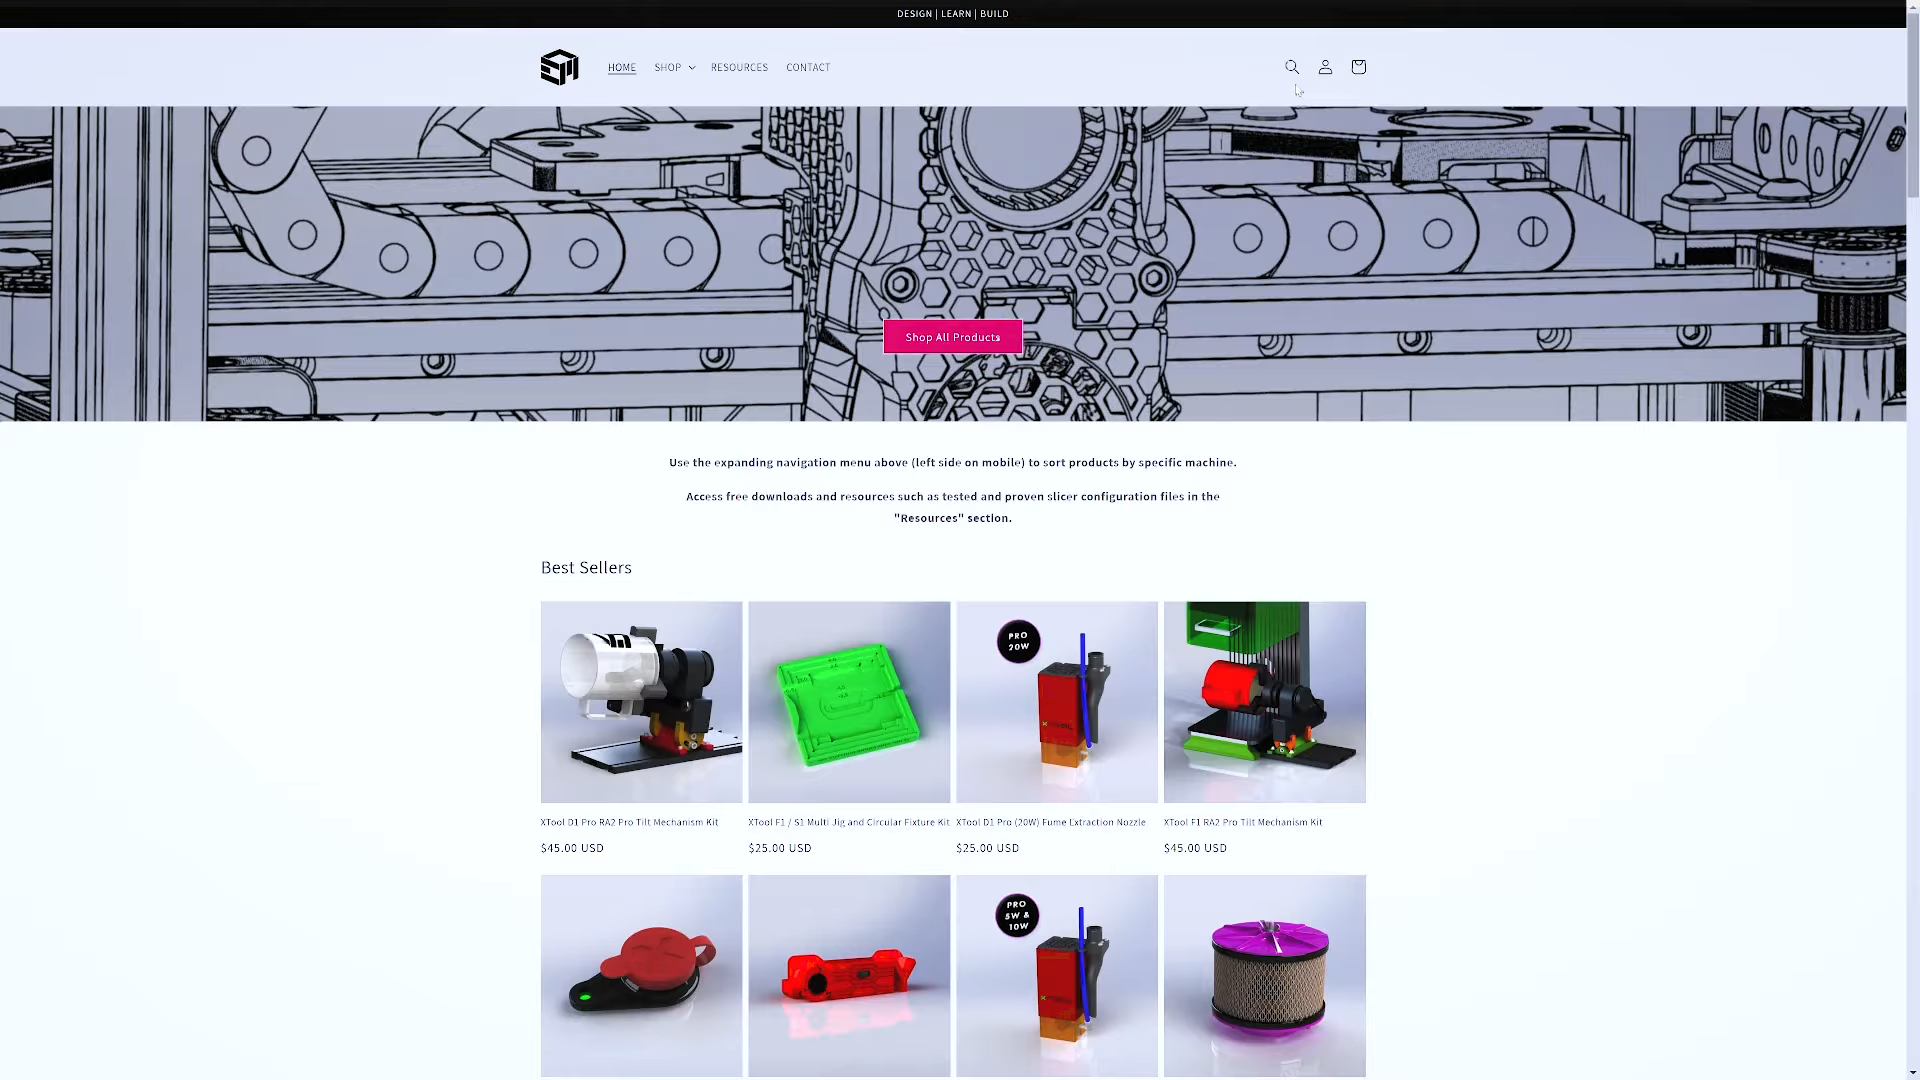 DESIGN | LEARN | BUILD
HOME
SHOP
RESOURCES
CONTACT
Shop All Products
Use the expanding navigation menu above (left side on mobile) to sort products by specific machine.
Access free downloads and resources such as tested and proven slicer configuration files in the
"Resources" section.
Best Sellers
PRO
20W
XTool D1 Pro RA2 Pro Tilt Mechanism Kit
XTool F1 / S1 Multi Jig and Circular Fixture Kit
XTool D1 Pro (20W) Fume Extraction Nozzle
XTool F1 RA2 Pro Tilt Mechanism Kit
$45.00 USD
$25.00 USD
$25.00 USD
$45.00 USD
PRO
5W &
10W